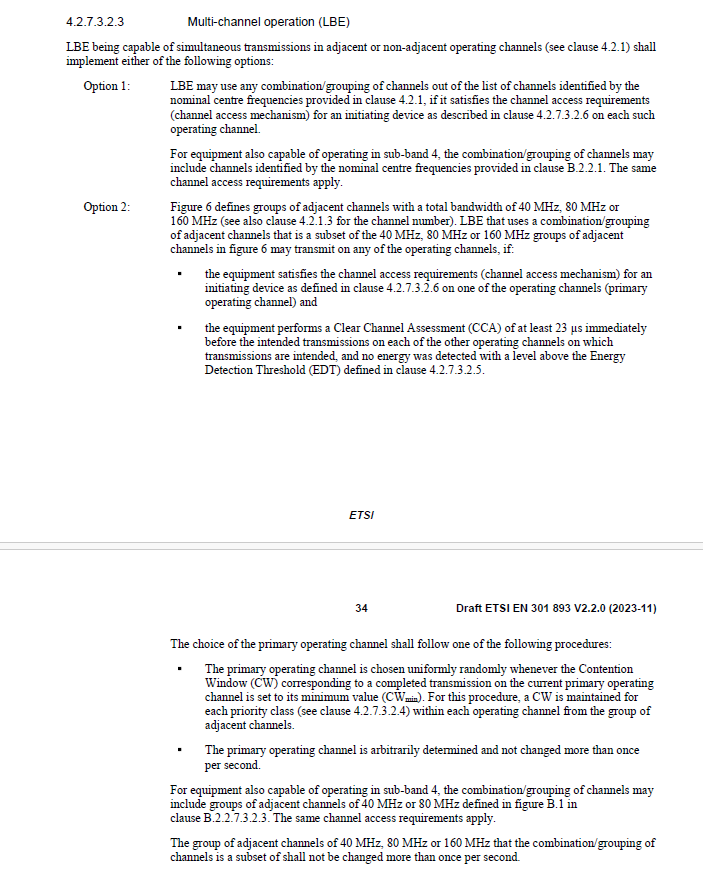 4.2.7.3.2.3 Multi-channel operation (LBE)
LBE being capable of simultaneous transmissions in adjacent or non-adjacent operating channels (see clause 4.2.1) shall
implement either of the following options:
Option 1: LBE may use any combination/grouping of channels out of the list of channels identified by the
nominal centre frequencies provided in clause 4.2.1, if it satisfies the channel access requirements
(channel access mechanism) for an initiating device as described in clause 4.2.7.3.2.6 on each such
operating channel.
For equipment also capable of operating in sub-band 4, the combination/grouping of channels may
include channels identified by the nominal centre frequencies provided in clause B.2.2.1. The same
channel access requirements apply.
Option 2: Figure 6 defines groups of adjacent channels with a total bandwidth of 40 MHz, 80 MHz or
160 MHz (see also clause 4.2.1.3 for the channel number). LBE that uses a combination/grouping
of adjacent channels that is a subset of the 40 MHz, 80 MHz or 160 MHz groups of adjacent
channels in figure 6 may transmit on any of the operating channels, if:
▪ the equipment satisfies the channel access requirements (channel access mechanism) for an
initiating device as defined in clause 4.2.7.3.2.6 on one of the operating channels (primary
operating channel) and
▪ the equipment performs a Clear Channel Assessment (CCA) of at least 23 µs immediately
before the intended transmissions on each of the other operating channels on which
transmissions are intended, and no energy was detected with a level above the Energy
Detection Threshold (EDT) defined in clause 4.2.7.3.2.5.
ETSI
34 Draft ETSI EN 301 893 V2.2.0 (2023-11)
The choice of the primary operating channel shall follow one of the following procedures:
▪ The primary operating channel is chosen uniformly randomly whenever the Contention
Window (CW) corresponding to a completed transmission on the current primary operating
channel is set to its minimum value (CWmin). For this procedure, a CW is maintained for
each priority class (see clause 4.2.7.3.2.4) within each operating channel from the group of
adjacent channels.
▪ The primary operating channel is arbitrarily determined and not changed more than once
per second.
For equipment also capable of operating in sub-band 4, the combination/grouping of channels may
include groups of adjacent channels of 40 MHz or 80 MHz defined in figure B.1 in
clause B.2.2.7.3.2.3. The same channel access requirements apply.
The group of adjacent channels of 40 MHz, 80 MHz or 160 MHz that the combination/grouping of
channels is a subset of shall not be changed more than once per second.